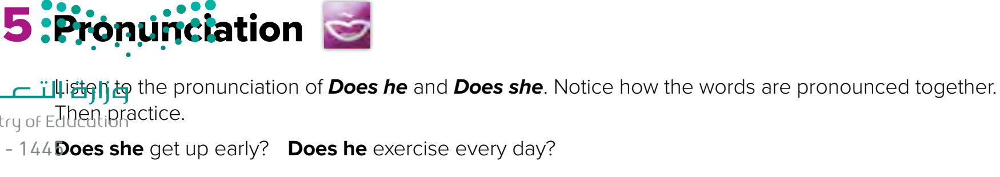 5 Pronunciation
Listen to the pronunciation of Does he and Does she. Notice how the words are pronounced together.
وزارة التعـ
Then practice.
try of Education
Does she get up early? Does he exercise every day?
- 1445